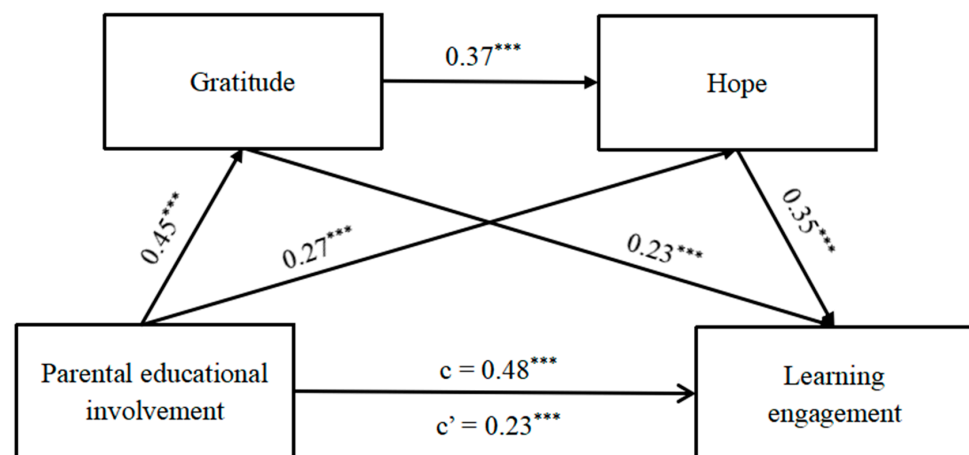 0.37***
Gratitude
Hope
0.45***
0.27***
0.23***
0.35***
Parental educational
involvement
c = 0.48***
c’ = 0.23***
Learning
engagement